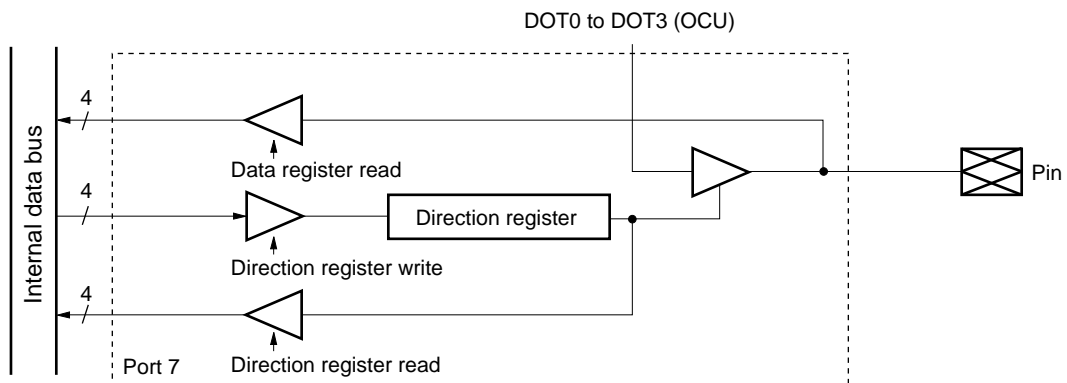 DOT0 to DOT3 (OCU)
Internal data bus
4
Data register read
4
Direction register
Direction register write
4
Direction register read
Port 7
Pin